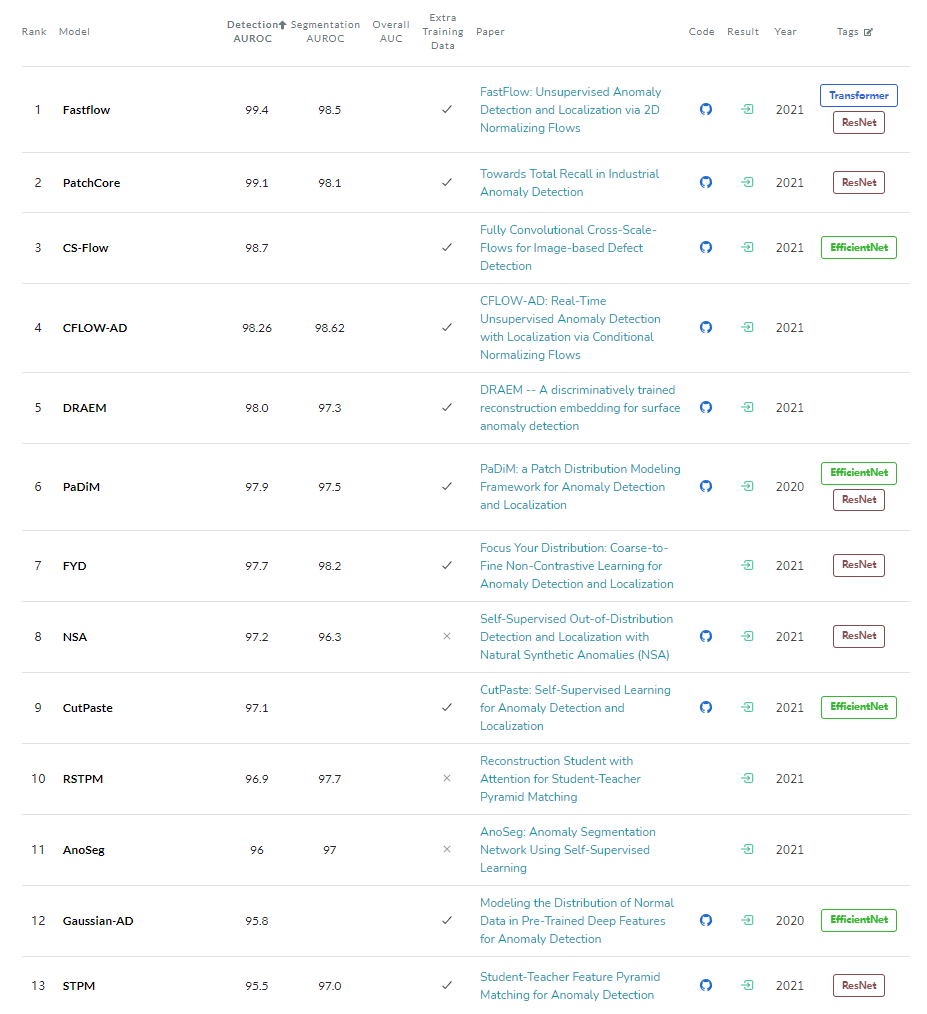 Rank Model Detection AUROC Segmentation AUROC Overall AUC Extra Training Data Paper Code Result Year Tags
1 Fastflow 99.4 98.5 ✓ FastFlow: Unsupervised Anomaly
Detection and Localization via 2D
Normalizing Flows 2021 Transformer
ResNet
2 PatchCore 99.1 98.1 ✓ Towards Total Recall in Industrial
Anomaly Detection 2021 ResNet
3 CS-Flow 98.7 ✓ Fully Convolutional Cross-Scale-
Flows for Image-based Defect
Detection 2021 EfficientNet
4 CFLOW-AD 98.26 98.62 ✓ CFLOW-AD: Real-Time
Unsupervised Anomaly Detection
with Localization via Conditional
Normalizing Flows 2021
5 DRAEM 98.0 97.3 ✓ DRAEM -- A discriminatively trained
reconstruction embedding for surface
anomaly detection 2021
6 PaDiM 97.9 97.5 ✓ PaDiM: a Patch Distribution Modeling
Framework for Anomaly Detection
and Localization 2020 EfficientNet
ResNet
7 FYD 97.7 98.2 ✓ Focus Your Distribution: Coarse-to-
Fine Non-Contrastive Learning for
Anomaly Detection and Localization 2021 ResNet
8 NSA 97.2 96.3 × Self-Supervised Out-of-Distribution
Detection and Localization with
Natural Synthetic Anomalies (NSA) 2021 ResNet
9 CutPaste 97.1 ✓ CutPaste: Self-Supervised Learning
for Anomaly Detection and
Localization 2021 EfficientNet
10 RSTPM 96.9 97.7 × Reconstruction Student with
Attention for Student-Teacher
Pyramid Matching 2021
11 AnoSeg 96 97 × AnoSeg: Anomaly Segmentation
Network Using Self-Supervised
Learning 2021
12 Gaussian-AD 95.8 ✓ Modeling the Distribution of Normal
Data in Pre-Trained Deep Features
for Anomaly Detection 2020 EfficientNet
13 STPM 95.5 97.0 ✓ Student-Teacher Feature Pyramid
Matching for Anomaly Detection 2021 ResNet